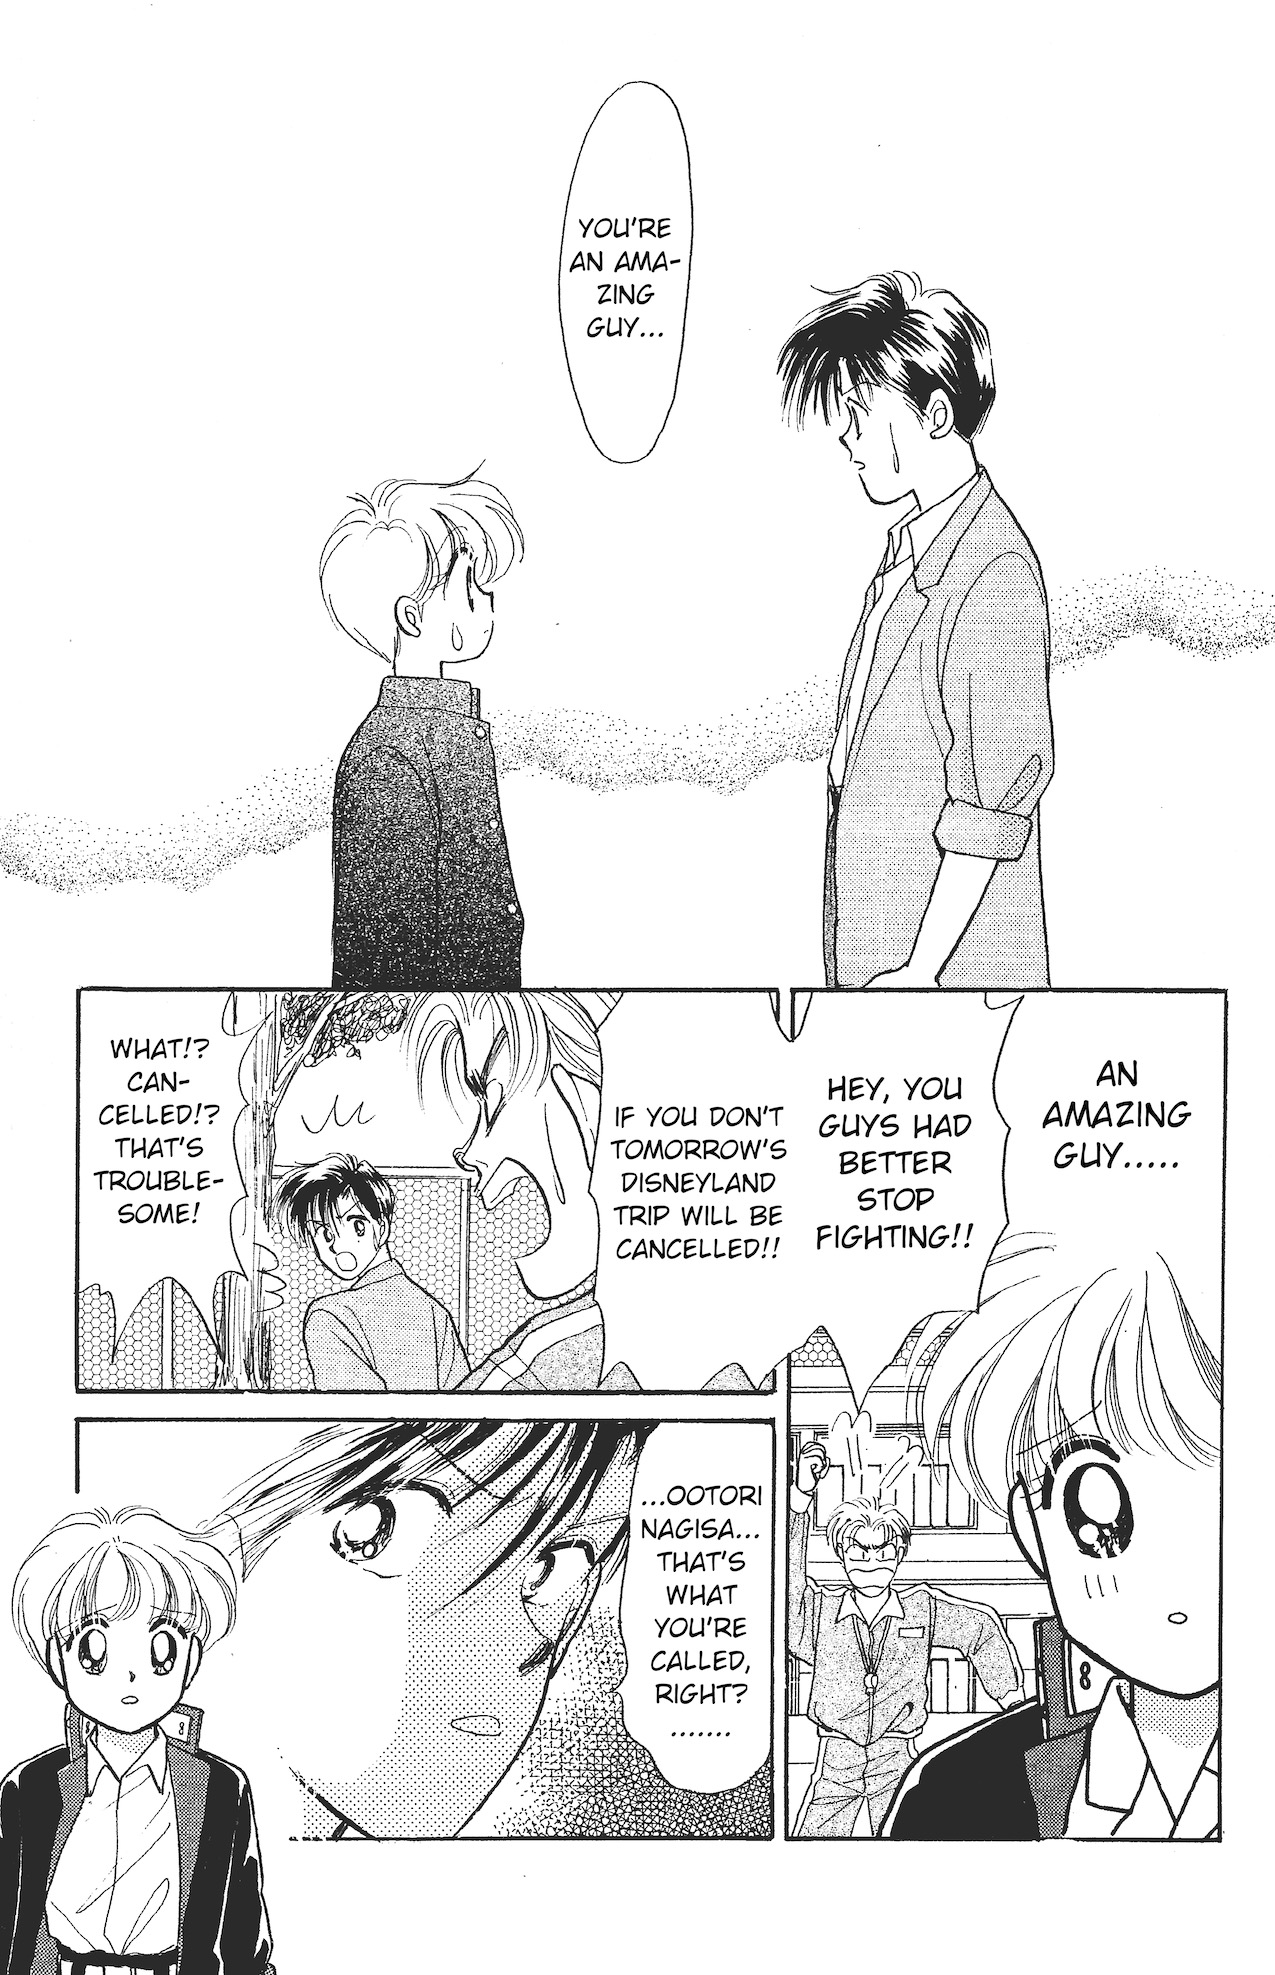 YOU'RE
AN AMA-
ZING
GUY...
AN
AMAZING
GUY.....
HEY, YOU
GUYS HAD
BETTER
STOP
FIGHTING!!
IF YOU DON'T
TOMORROW'S
DISNEYLAND
TRIP WILL BE
CANCELLED!!
WHAT!?
CAN-
CELLED!?
THAT'S
TROUBLE-
SOME!
...OOTORI
NAGISA...
THAT'S
WHAT
YOU'RE
CALLED,
RIGHT?
.......